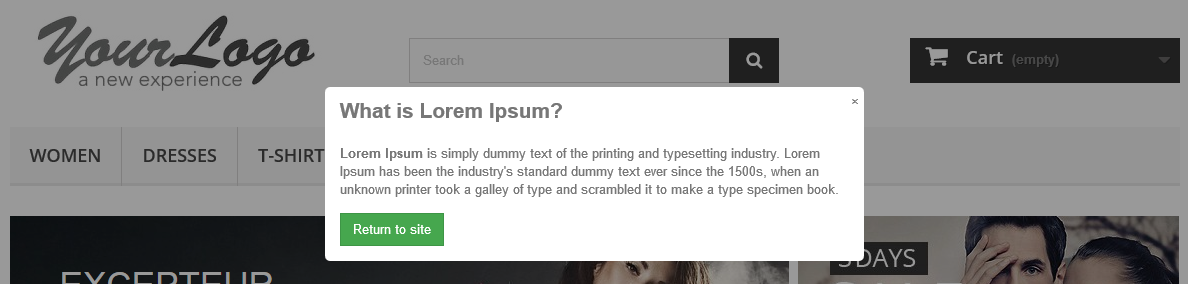 YourLogo
a new experience
Search
Cart (empty)
What is Lorem Ipsum?
×
WOMEN
DRESSES
T-SHIRT
Lorem Ipsum is simply dummy text of the printing and typesetting industry. Lorem
Ipsum has been the industry's standard dummy text ever since the 1500s, when an
unknown printer took a galley of type and scrambled it to make a type specimen book.
Return to site
EXCEPTEUR
3DAYS